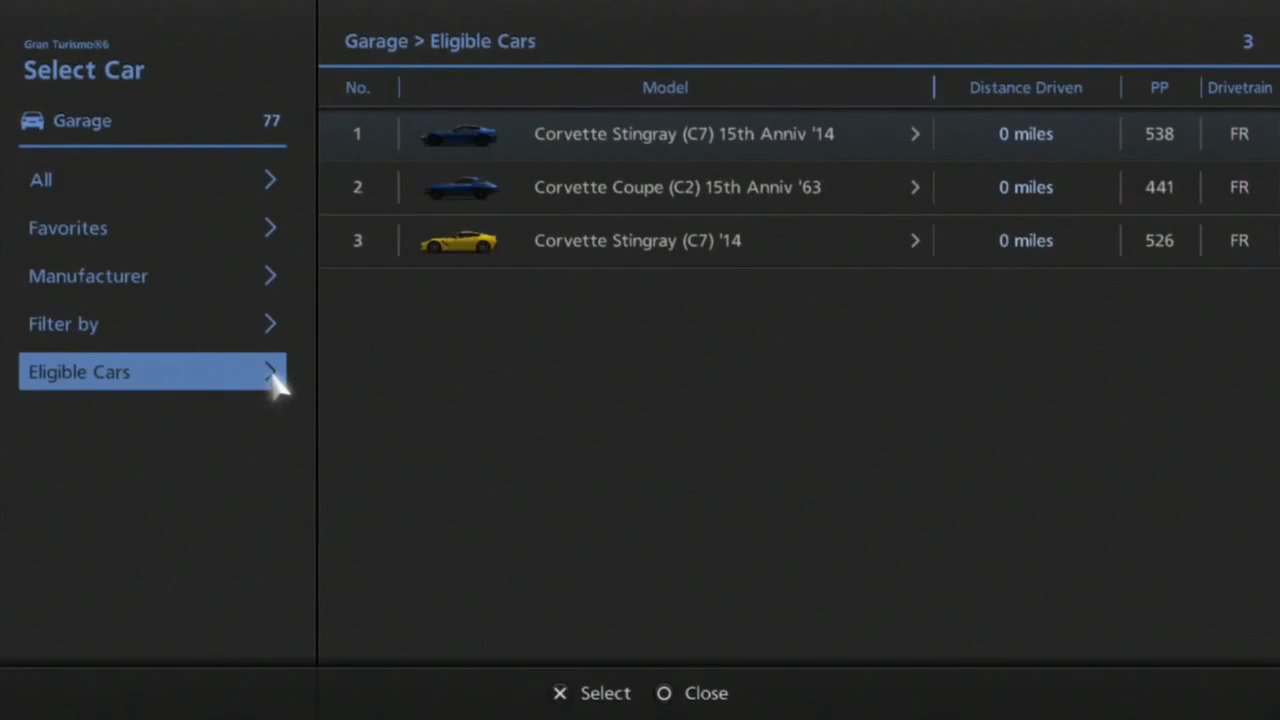 Gran Turismo®6
Select Car
Garage 77
All
Favorites
Manufacturer
Filter by
Eligible Cars
Garage > Eligible Cars 3
No. Model Distance Driven PP Drivetrain
1 Corvette Stingray (C7) 15th Anniv '14 0 miles 538 FR
2 Corvette Coupe (C2) 15th Anniv '63 0 miles 441 FR
3 Corvette Stingray (C7) '14 0 miles 526 FR
Select Close